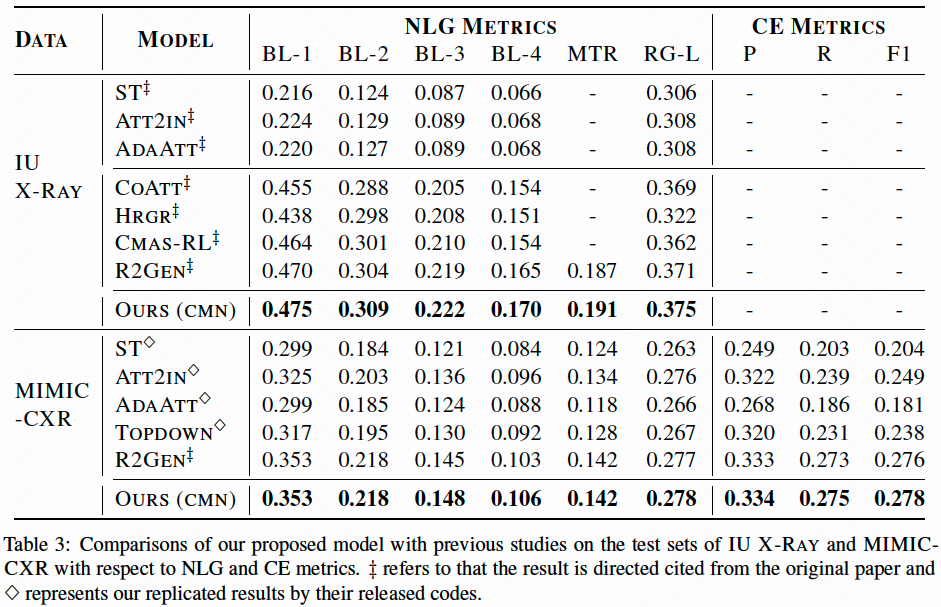 DATA MODEL NLG METRICS CE METRICS
BL-1 BL-2 BL-3 BL-4 MTR RG-L P R F1
IU X-RAY
ST‡ 0.216 0.124 0.087 0.066 - 0.306 - - -
ATT2IN‡ 0.224 0.129 0.089 0.068 - 0.308 - - -
ADAATT‡ 0.220 0.127 0.089 0.068 - 0.308 - - -
COATT‡ 0.455 0.288 0.205 0.154 - 0.369 - - -
HRGR‡ 0.438 0.298 0.208 0.151 - 0.322 - - -
CMAS-RL‡ 0.464 0.301 0.210 0.154 - 0.362 - - -
R2GEN‡ 0.470 0.304 0.219 0.165 0.187 0.371 - - -
OURS (CMN) 0.475 0.309 0.222 0.170 0.191 0.375 - - -
MIMIC-CXR
ST◇ 0.299 0.184 0.121 0.084 0.124 0.263 0.249 0.203 0.204
ATT2IN◇ 0.325 0.203 0.136 0.096 0.134 0.276 0.322 0.239 0.249
ADAATT◇ 0.299 0.185 0.124 0.088 0.118 0.266 0.268 0.186 0.181
TOPDOWN◇ 0.317 0.195 0.130 0.092 0.128 0.267 0.320 0.231 0.238
R2GEN‡ 0.353 0.218 0.145 0.103 0.142 0.277 0.333 0.273 0.276
OURS (CMN) 0.353 0.218 0.148 0.106 0.142 0.278 0.334 0.275 0.278
Table 3: Comparisons of our proposed model with previous studies on the test sets of IU X-RAY and MIMIC-
CXR with respect to NLG and CE metrics. ‡ refers to that the result is directed cited from the original paper and
◇ represents our replicated results by their released codes.